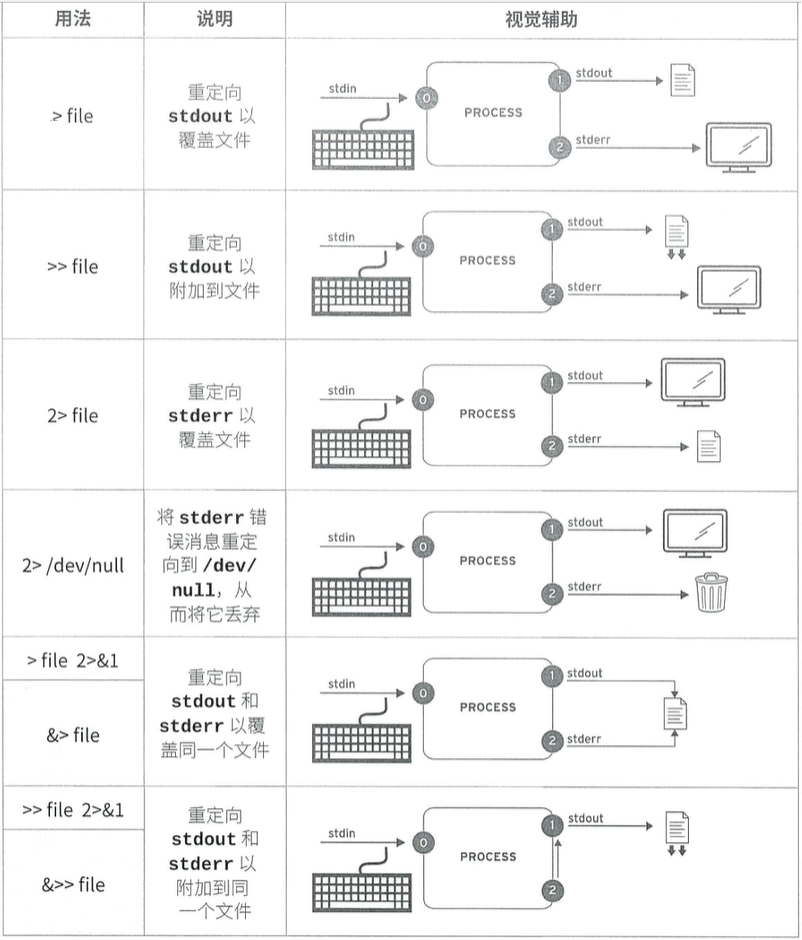 用法
说明
视觉辅助
> file
重定向
stdout 以
覆盖文件
stdin
0
PROCESS
1
stdout
2
stderr
>> file
重定向
stdout 以
附加到文件
stdin
0
PROCESS
1
stdout
2
stderr
2> file
重定向
stderr 以
覆盖文件
stdin
0
PROCESS
1
stdout
2
stderr
2> /dev/null
将 stderr 错
误消息重定
向到 /dev/
null，从
而将它丢弃
stdin
0
PROCESS
1
stdout
2
stderr
> file 2>&1
&> file
重定向
stdout 和
stderr 以覆
盖同一个文件
stdin
0
PROCESS
1
stdout
2
stderr
>> file 2>&1
&>> file
重定向
stdout 和
stderr 以
附加到同
一个文件
stdin
0
PROCESS
1
stdout
2